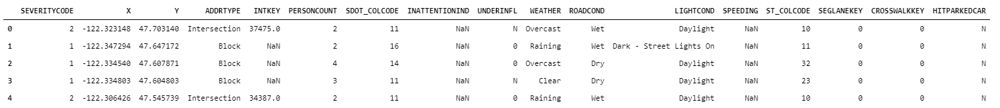 SEVERITYCODE X Y ADDRTYPE INTKEY PERSONCOUNT SDOT_COLCODE INATTENTIONIND UNDERINFL WEATHER ROADCOND LIGHTCOND SPEEDING ST_COLCODE SEGLANEKEY CROSSWALKKEY HITPARKEDCAR
0 2 -122.323148 47.703140 Intersection 37475.0 2 11 NaN N Overcast Wet Daylight NaN 10 0 0 N
1 1 -122.347294 47.647172 Block NaN 2 16 NaN 0 Raining Wet Dark - Street Lights On NaN 11 0 0 N
2 1 -122.334540 47.607871 Block NaN 4 14 NaN 0 Overcast Dry Daylight NaN 32 0 0 N
3 1 -122.334803 47.604803 Block NaN 3 11 NaN N Clear Dry Daylight NaN 23 0 0 N
4 2 -122.306426 47.545739 Intersection 34387.0 2 11 NaN 0 Raining Wet Daylight NaN 10 0 0 N